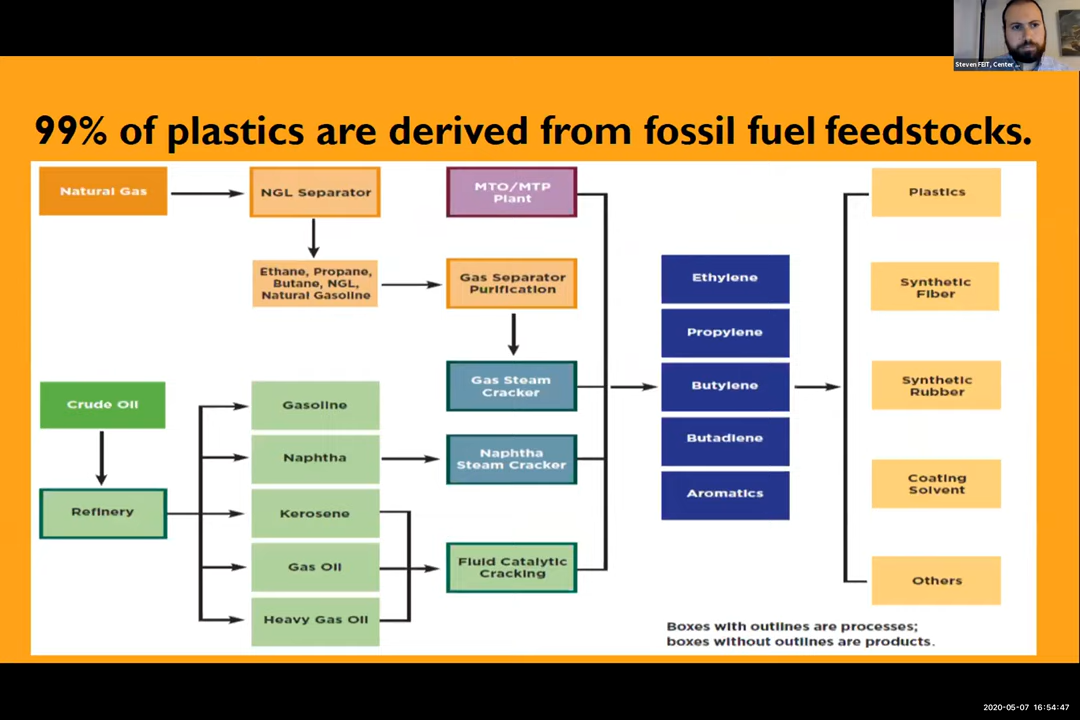 Steven FEIT, Center ...
99% of plastics are derived from fossil fuel feedstocks.
Natural Gas
NGL Separator
MTO/MTP
Plant
Plastics
Ethane, Propane,
Butane, NGL,
Natural Gasoline
Gas Separator
Purification
Ethylene
Synthetic
Fiber
Propylene
Crude Oil
Gasoline
Gas Steam
Cracker
Butylene
Synthetic
Rubber
Naphtha
Naphtha
Steam Cracker
Butadiene
Refinery
Kerosene
Aromatics
Coating
Solvent
Gas Oil
Fluid Catalytic
Cracking
Others
Heavy Gas Oil
Boxes with outlines are processes;
boxes without outlines are products.
2020-05-07 16:54:47